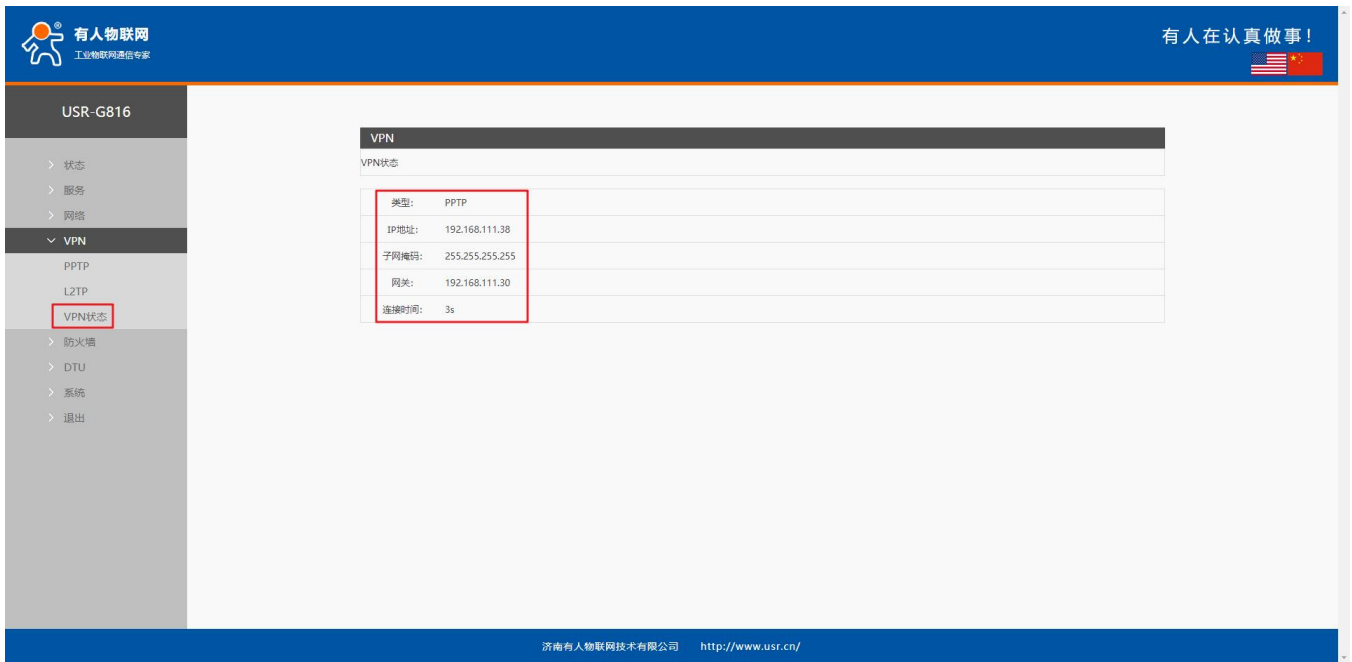 有人物联网
工业物联网通信专家
有人在认真做事！
USR-G816
状态
服务
网络
VPN
PPTP
L2TP
VPN状态
防火墙
DTU
系统
退出
VPN
VPN状态
类型: PPTP
IP地址: 192.168.111.38
子网掩码: 255.255.255.255
网关: 192.168.111.30
连接时间: 3s
济南有人物联网技术有限公司 http://www.usr.cn/